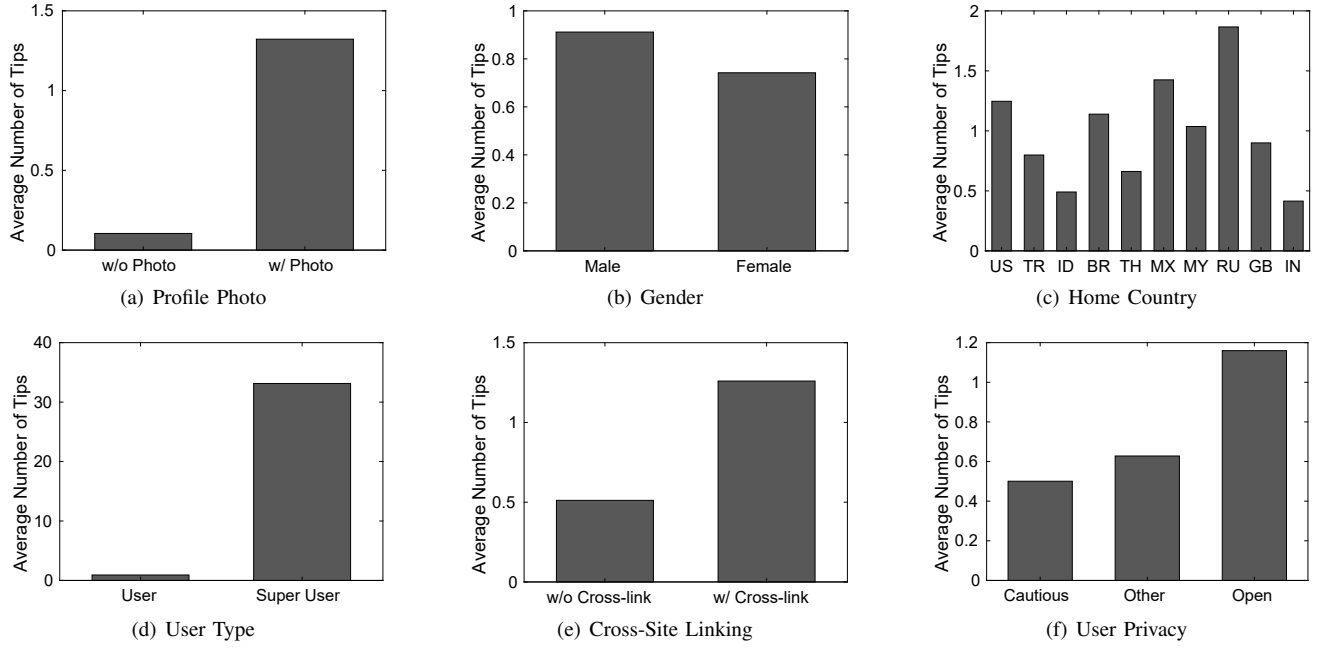 Average Number of Tips
1.5
1
0.5
0
w/o Photo w/ Photo
(a) Profile Photo
Average Number of Tips
1
0.8
0.6
0.4
0.2
0
Male Female
(b) Gender
Average Number of Tips
2
1.5
1
0.5
0
US TR ID BR TH MX MY RU GB IN
(c) Home Country
Average Number of Tips
40
30
20
10
0
User Super User
(d) User Type
Average Number of Tips
1.5
1
0.5
0
w/o Cross-link w/ Cross-link
(e) Cross-Site Linking
Average Number of Tips
1.2
1
0.8
0.6
0.4
0.2
0
Cautious Other Open
(f) User Privacy